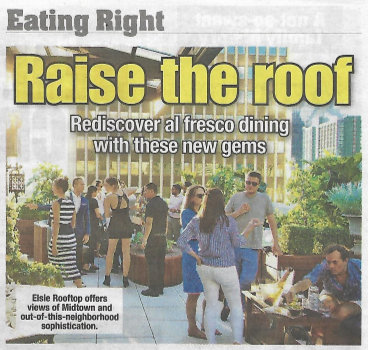 Eating Right
Raise the roof
Rediscover al fresco dining
with these new gems
Elsie Rooftop offers
views of Midtown and
out-of-this-neighborhood
sophistication.